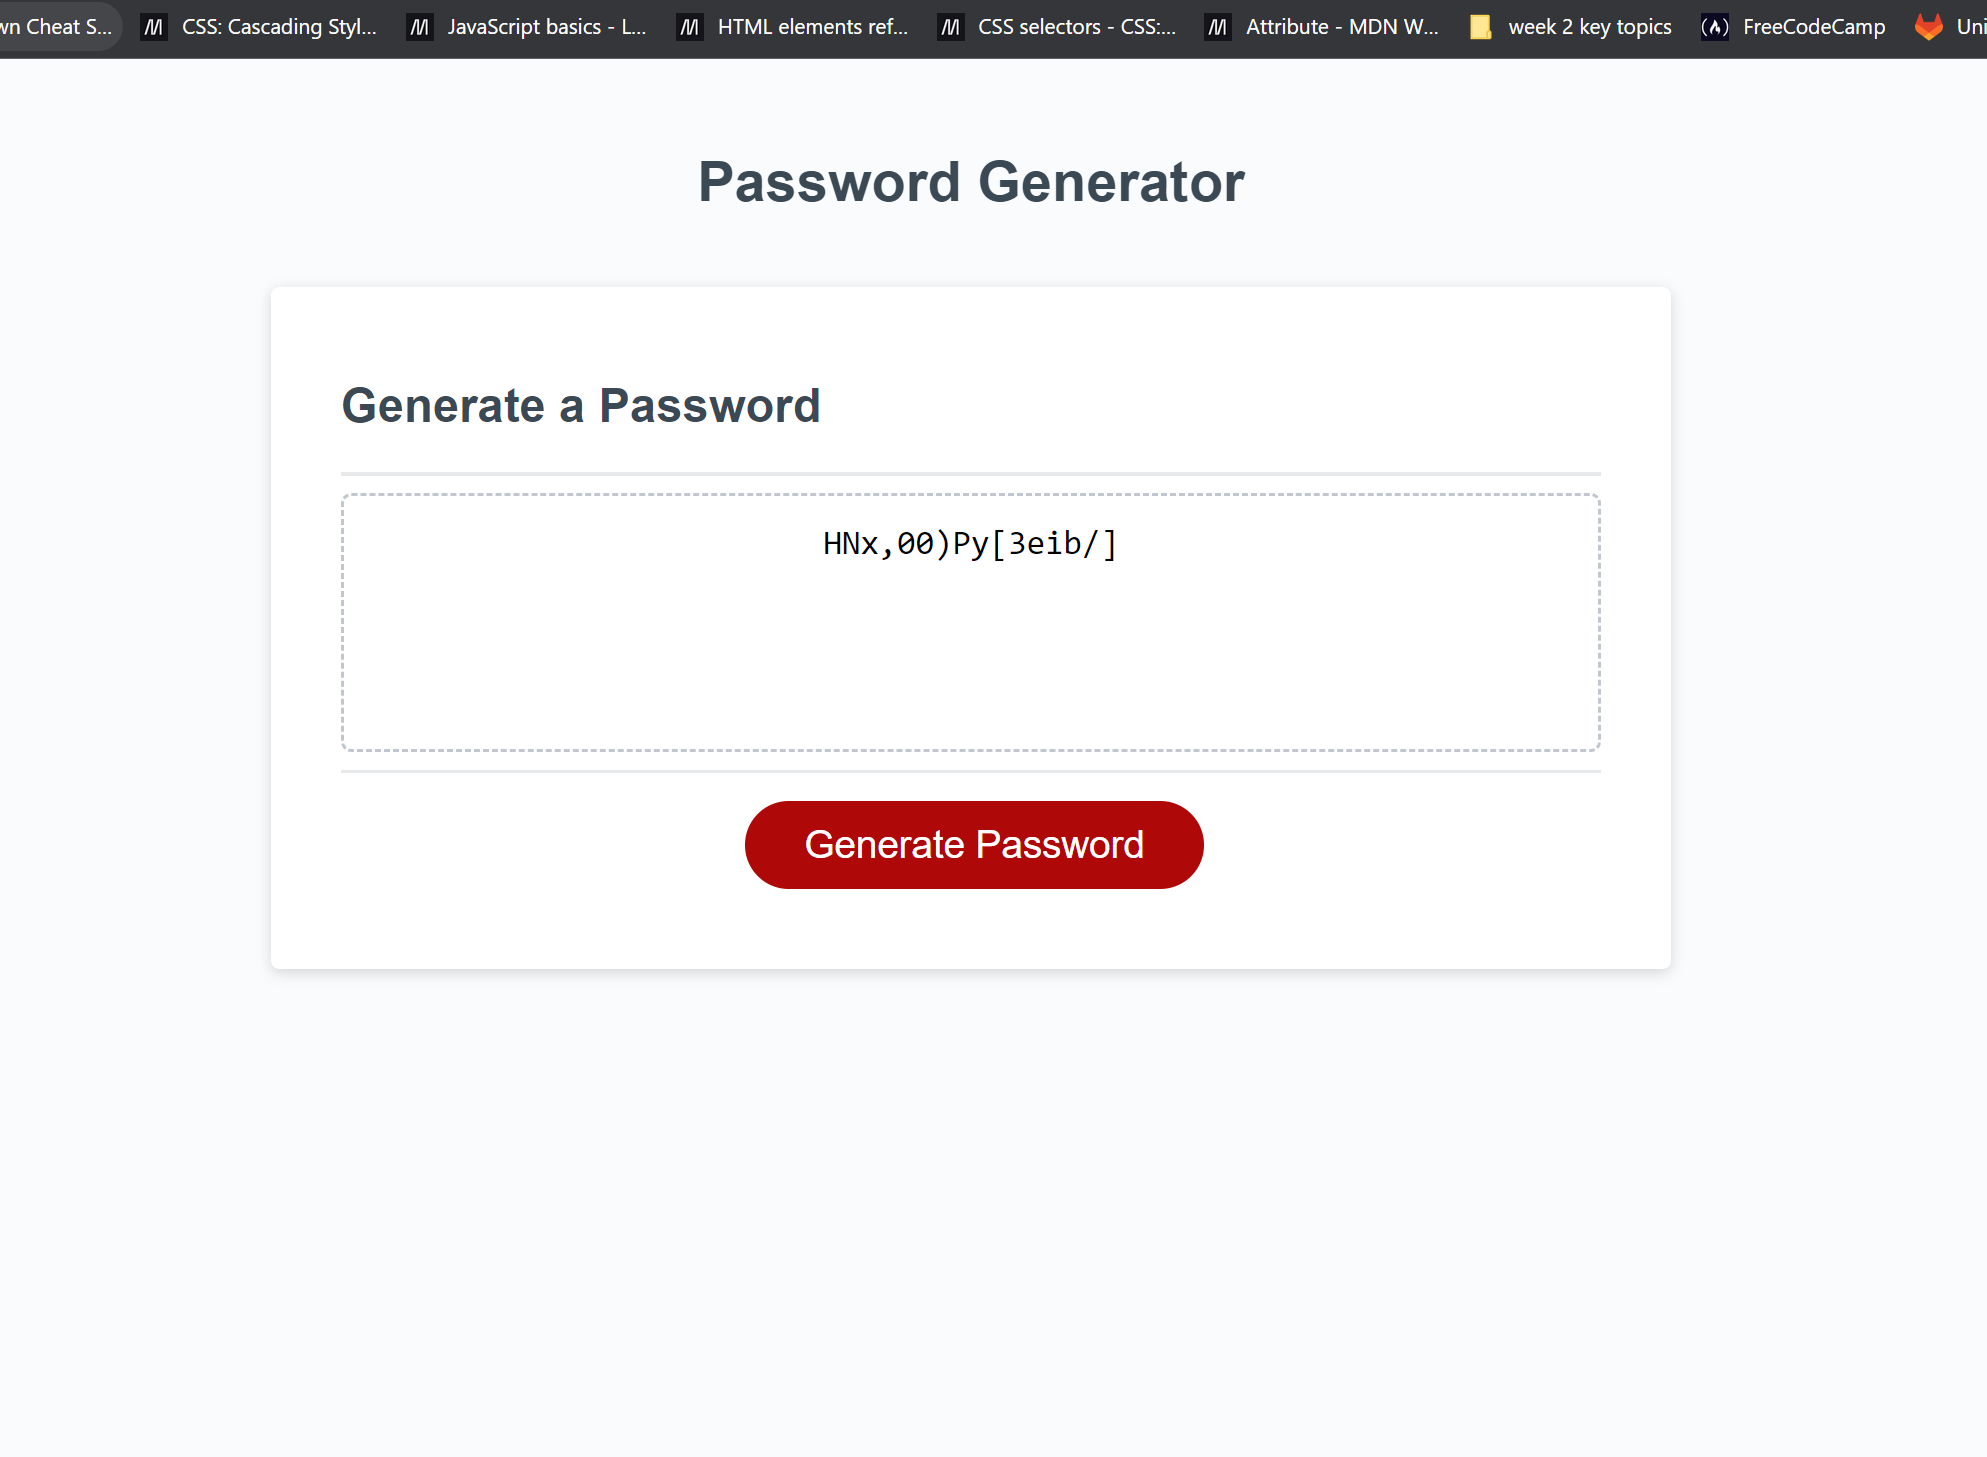 wn Cheat S... CSS: Cascading Styl... JavaScript basics - L... HTML elements ref... CSS selectors - CSS:... Attribute - MDN W... week 2 key topics FreeCodeCamp Uni
Password Generator
Generate a Password
HNx,00)Py[3eib/]
Generate Password